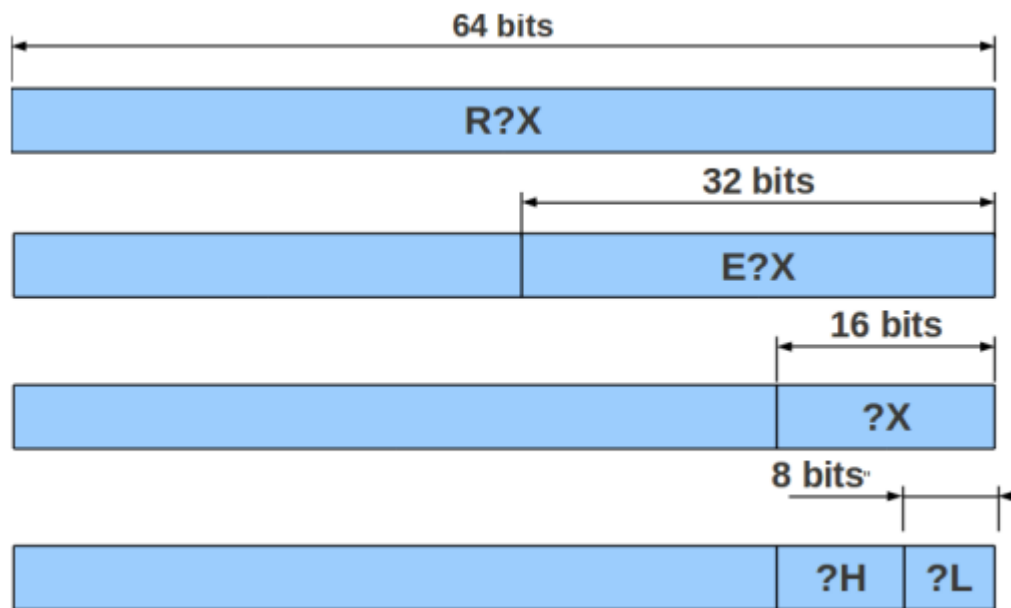 64 bits
R?X
32 bits
E?X
16 bits
?X
8 bits"
?H ?L